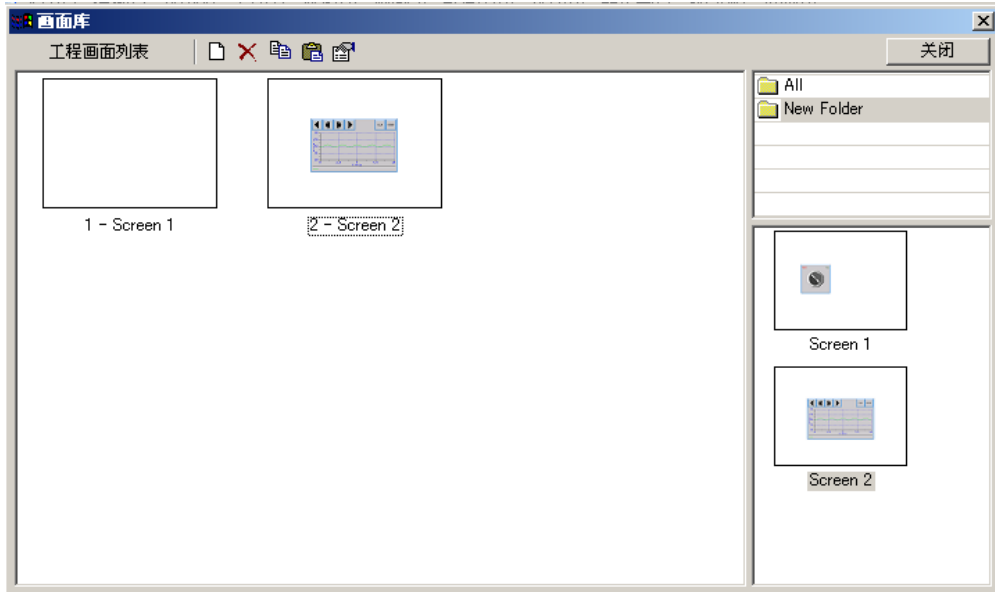 画面库
工程画面列表
关闭
1 - Screen 1
2 - Screen 2
All
New Folder
Screen 1
Screen 2